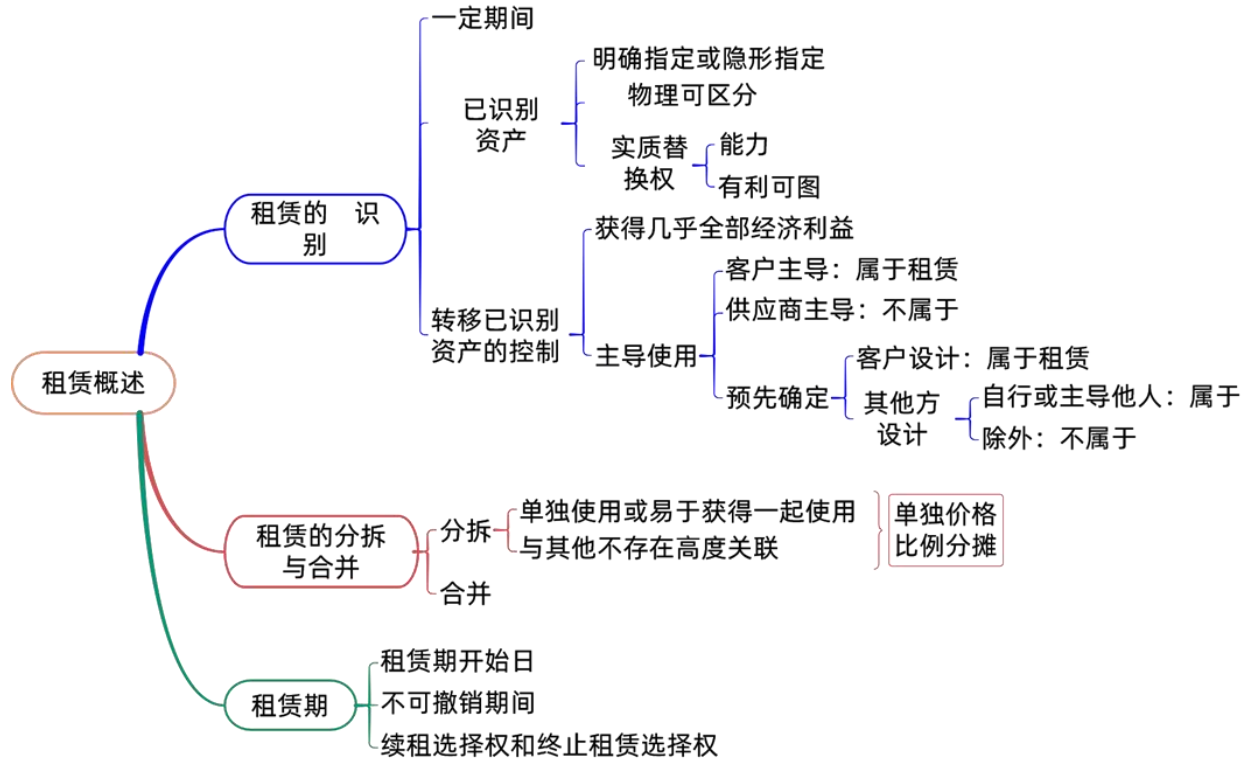 一定期间
明确指定或隐形指定
物理可区分
已识别
资产
实质替
换权
能力
有利可图
租赁的 识
别
获得几乎全部经济利益
客户主导：属于租赁
供应商主导：不属于
转移已识别
资产的控制
主导使用
客户设计：属于租赁
预先确定
其他方
设计
自行或主导他人：属于
除外：不属于
租赁概述
租赁的分拆
与合并
分拆
单独使用或易于获得一起使用
与其他不存在高度关联
单独价格
比例分摊
合并
租赁期
租赁期开始日
不可撤销期间
续租选择权和终止租赁选择权